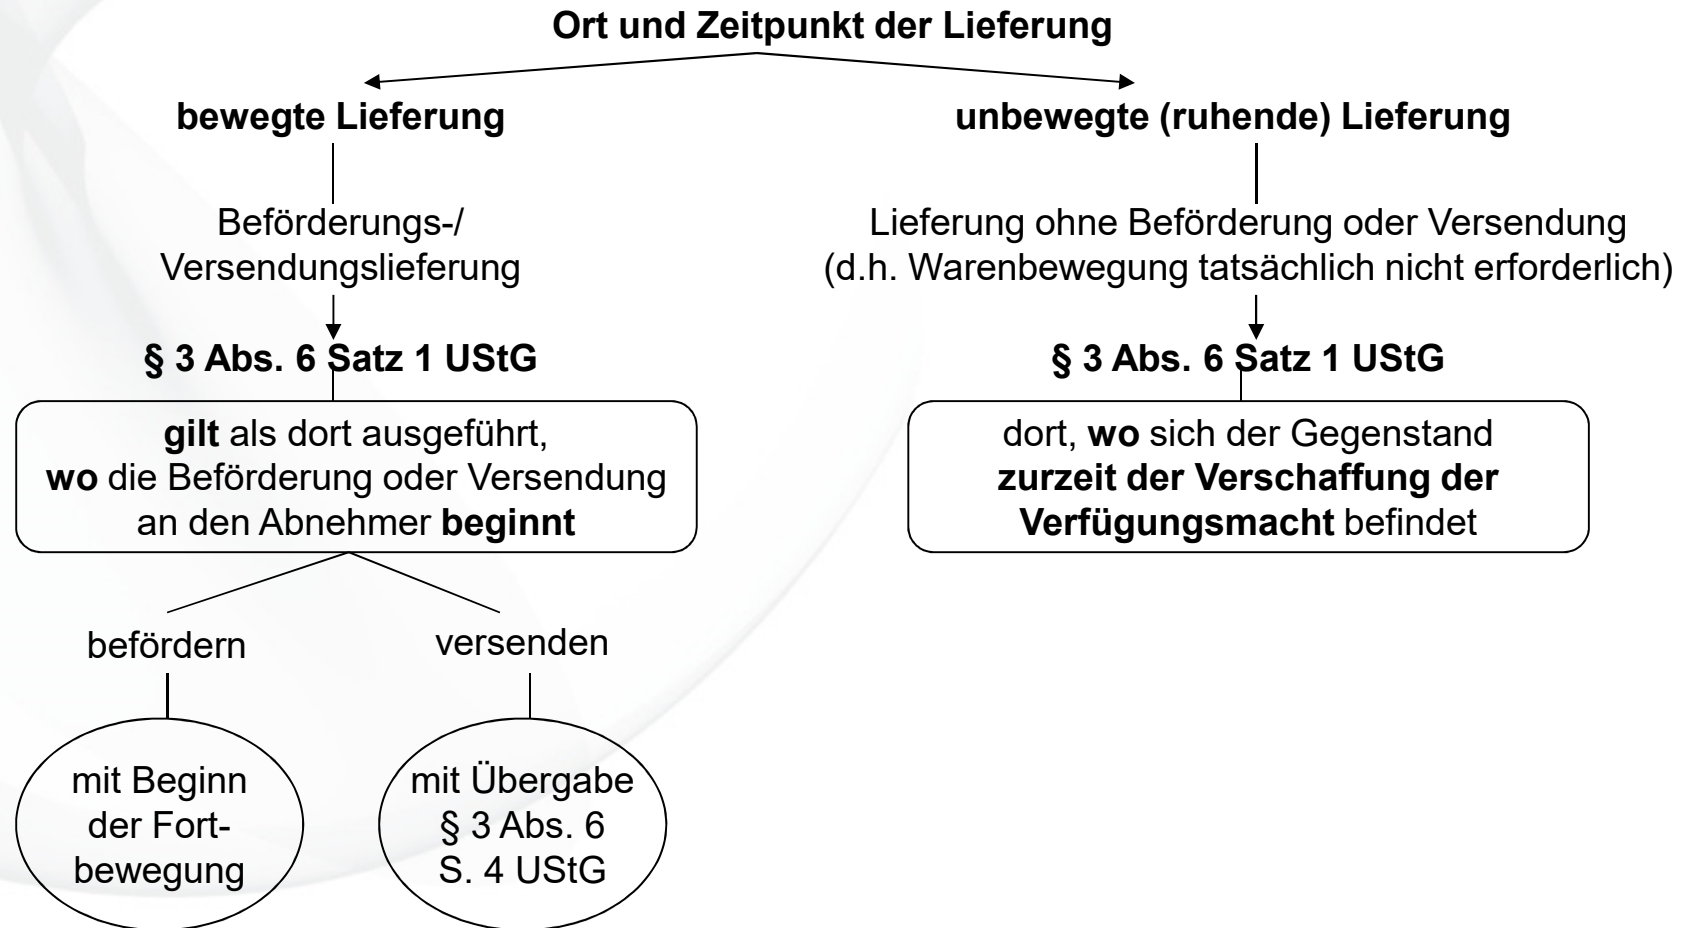 Ort und Zeitpunkt der Lieferung
bewegte Lieferung
Beförderungs-/
Versendungslieferung
§ 3 Abs. 6 Satz 1 UStG
gilt als dort ausgeführt,
wo die Beförderung oder Versendung
an den Abnehmer beginnt
befördern
mit Beginn
der Fort-
bewegung
versenden
mit Übergabe
§ 3 Abs. 6
S. 4 UStG
unbewegte (ruhende) Lieferung
Lieferung ohne Beförderung oder Versendung
(d.h. Warenbewegung tatsächlich nicht erforderlich)
§ 3 Abs. 6 Satz 1 UStG
dort, wo sich der Gegenstand
zurzeit der Verschaffung der
Verfügungsmacht befindet